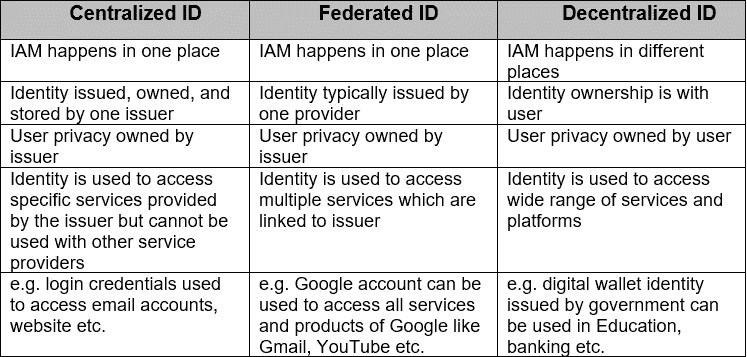 Centralized ID
Federated ID
Decentralized ID
IAM happens in one place
IAM happens in one place
IAM happens in different
places
Identity issued, owned, and
stored by one issuer
Identity typically issued by
one provider
Identity ownership is with
user
User privacy owned by
issuer
User privacy owned by
issuer
User privacy owned by user
Identity is used to access
specific services provided
by the issuer but cannot be
used with other service
providers
Identity is used to access
multiple services which are
linked to issuer
Identity is used to access
wide range of services and
platforms
e.g. login credentials used
to access email accounts,
website etc.
e.g. Google account can be
used to access all services
and products of Google like
Gmail, YouTube etc.
e.g. digital wallet identity
issued by government can
be used in Education,
banking etc.